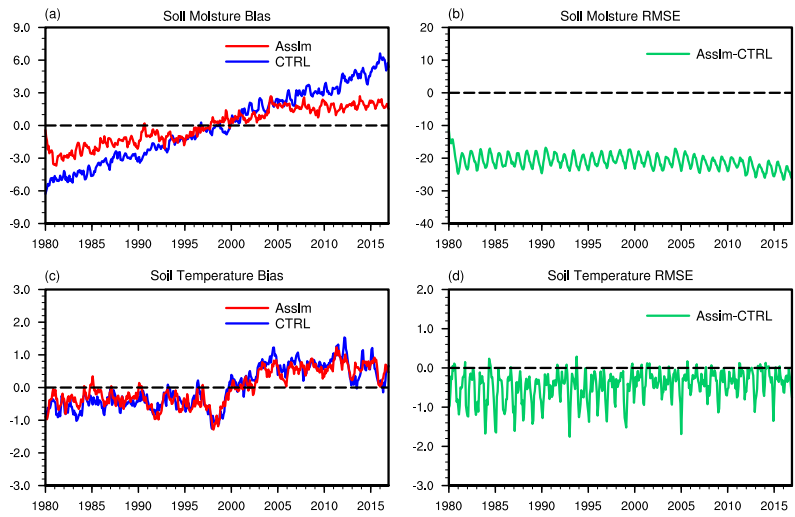 (a) Soil Moisture Bias
9.0
6.0
3.0
0.0
-3.0
-6.0
-9.0
Assim
CTRL
1980 1985 1990 1995 2000 2005 2010 2015
(b) Soil Moisture RMSE
20
10
0
-10
-20
-30
-40
Assim-CTRL
1980 1985 1990 1995 2000 2005 2010 2015
(c) Soil Temperature Bias
3.0
2.0
1.0
0.0
-1.0
-2.0
-3.0
Assim
CTRL
1980 1985 1990 1995 2000 2005 2010 2015
(d) Soil Temperature RMSE
2.0
1.0
0.0
-1.0
-2.0
-3.0
Assim-CTRL
1980 1985 1990 1995 2000 2005 2010 2015